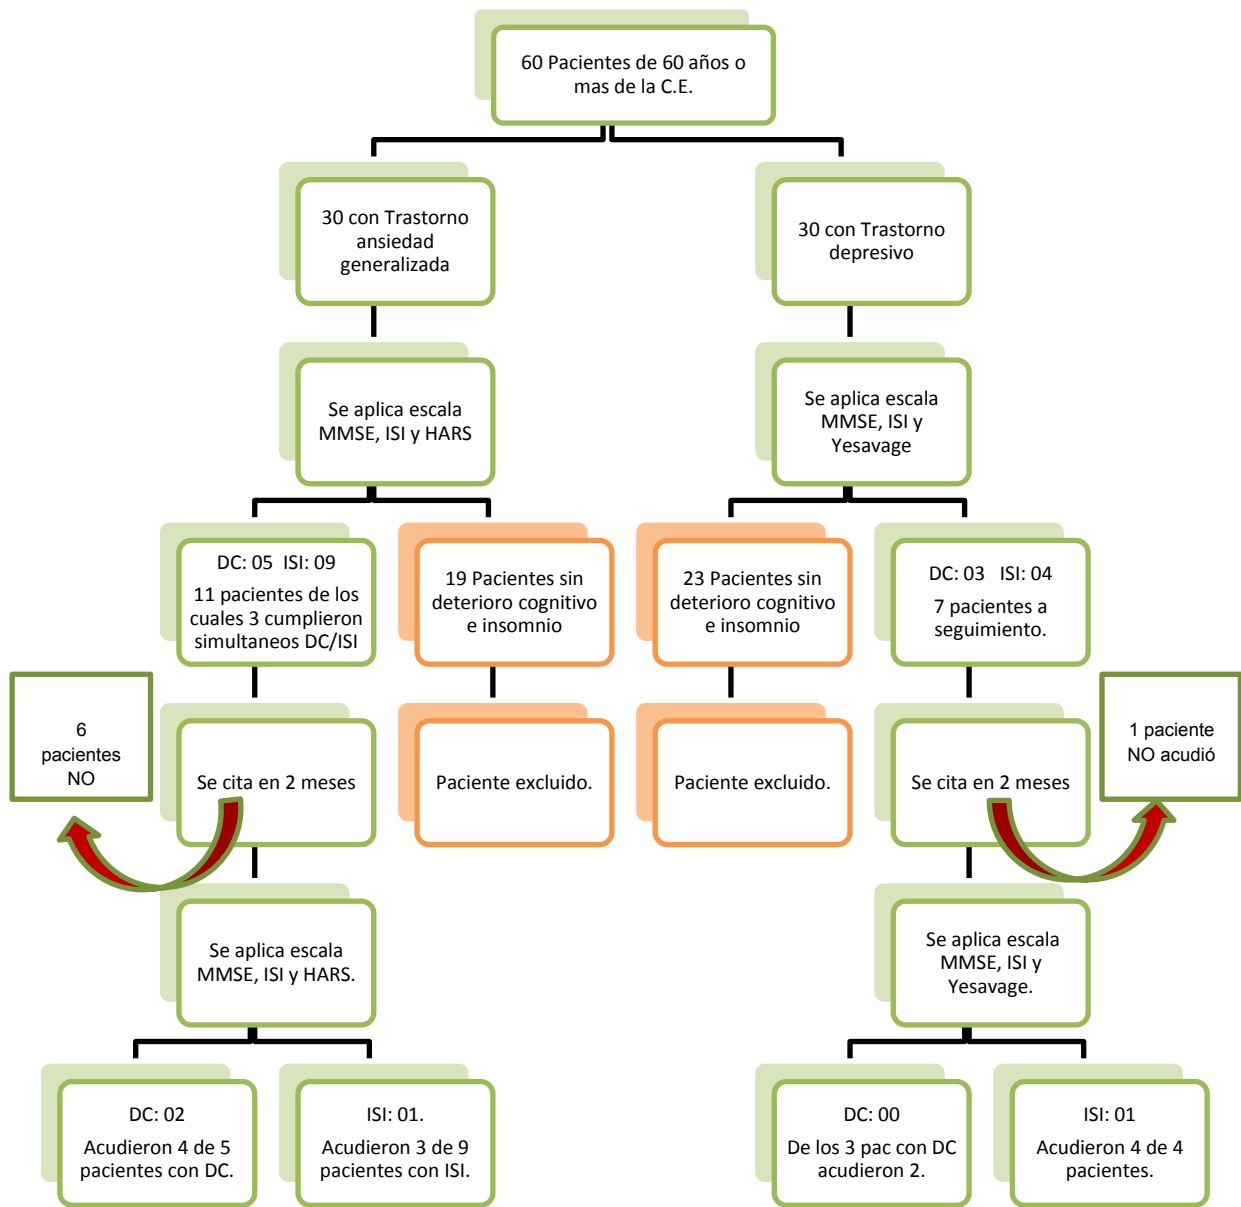 60 Pacientes de 60 años o
mas de la C.E.
30 con Trastorno
ansiedad
generalizada
30 con Trastorno
depresivo
Se aplica escala
MMSE, ISI y HARS
Se aplica escala
MMSE, ISI y
Yesavage
DC: 05 ISI: 09
11 pacientes de los
cuales 3 cumplieron
simultaneos DC/ISI
19 Pacientes sin
deterioro cognitivo
e insomnio
23 Pacientes sin
deterioro cognitivo
e insomnio
DC: 03 ISI: 04
7 pacientes a
seguimiento.
6
pacientes
NO
Se cita en 2 meses
Paciente excluido.
Paciente excluido.
Se cita en 2 meses
1 paciente
NO acudió
Se aplica escala
MMSE, ISI y HARS.
Se aplica escala
MMSE, ISI y
Yesavage.
DC: 02
Acudieron 4 de 5
pacientes con DC.
ISI: 01.
Acudieron 3 de 9
pacientes con ISI.
DC: 00
De los 3 pac con DC
acudieron 2.
ISI: 01
Acudieron 4 de 4
pacientes.